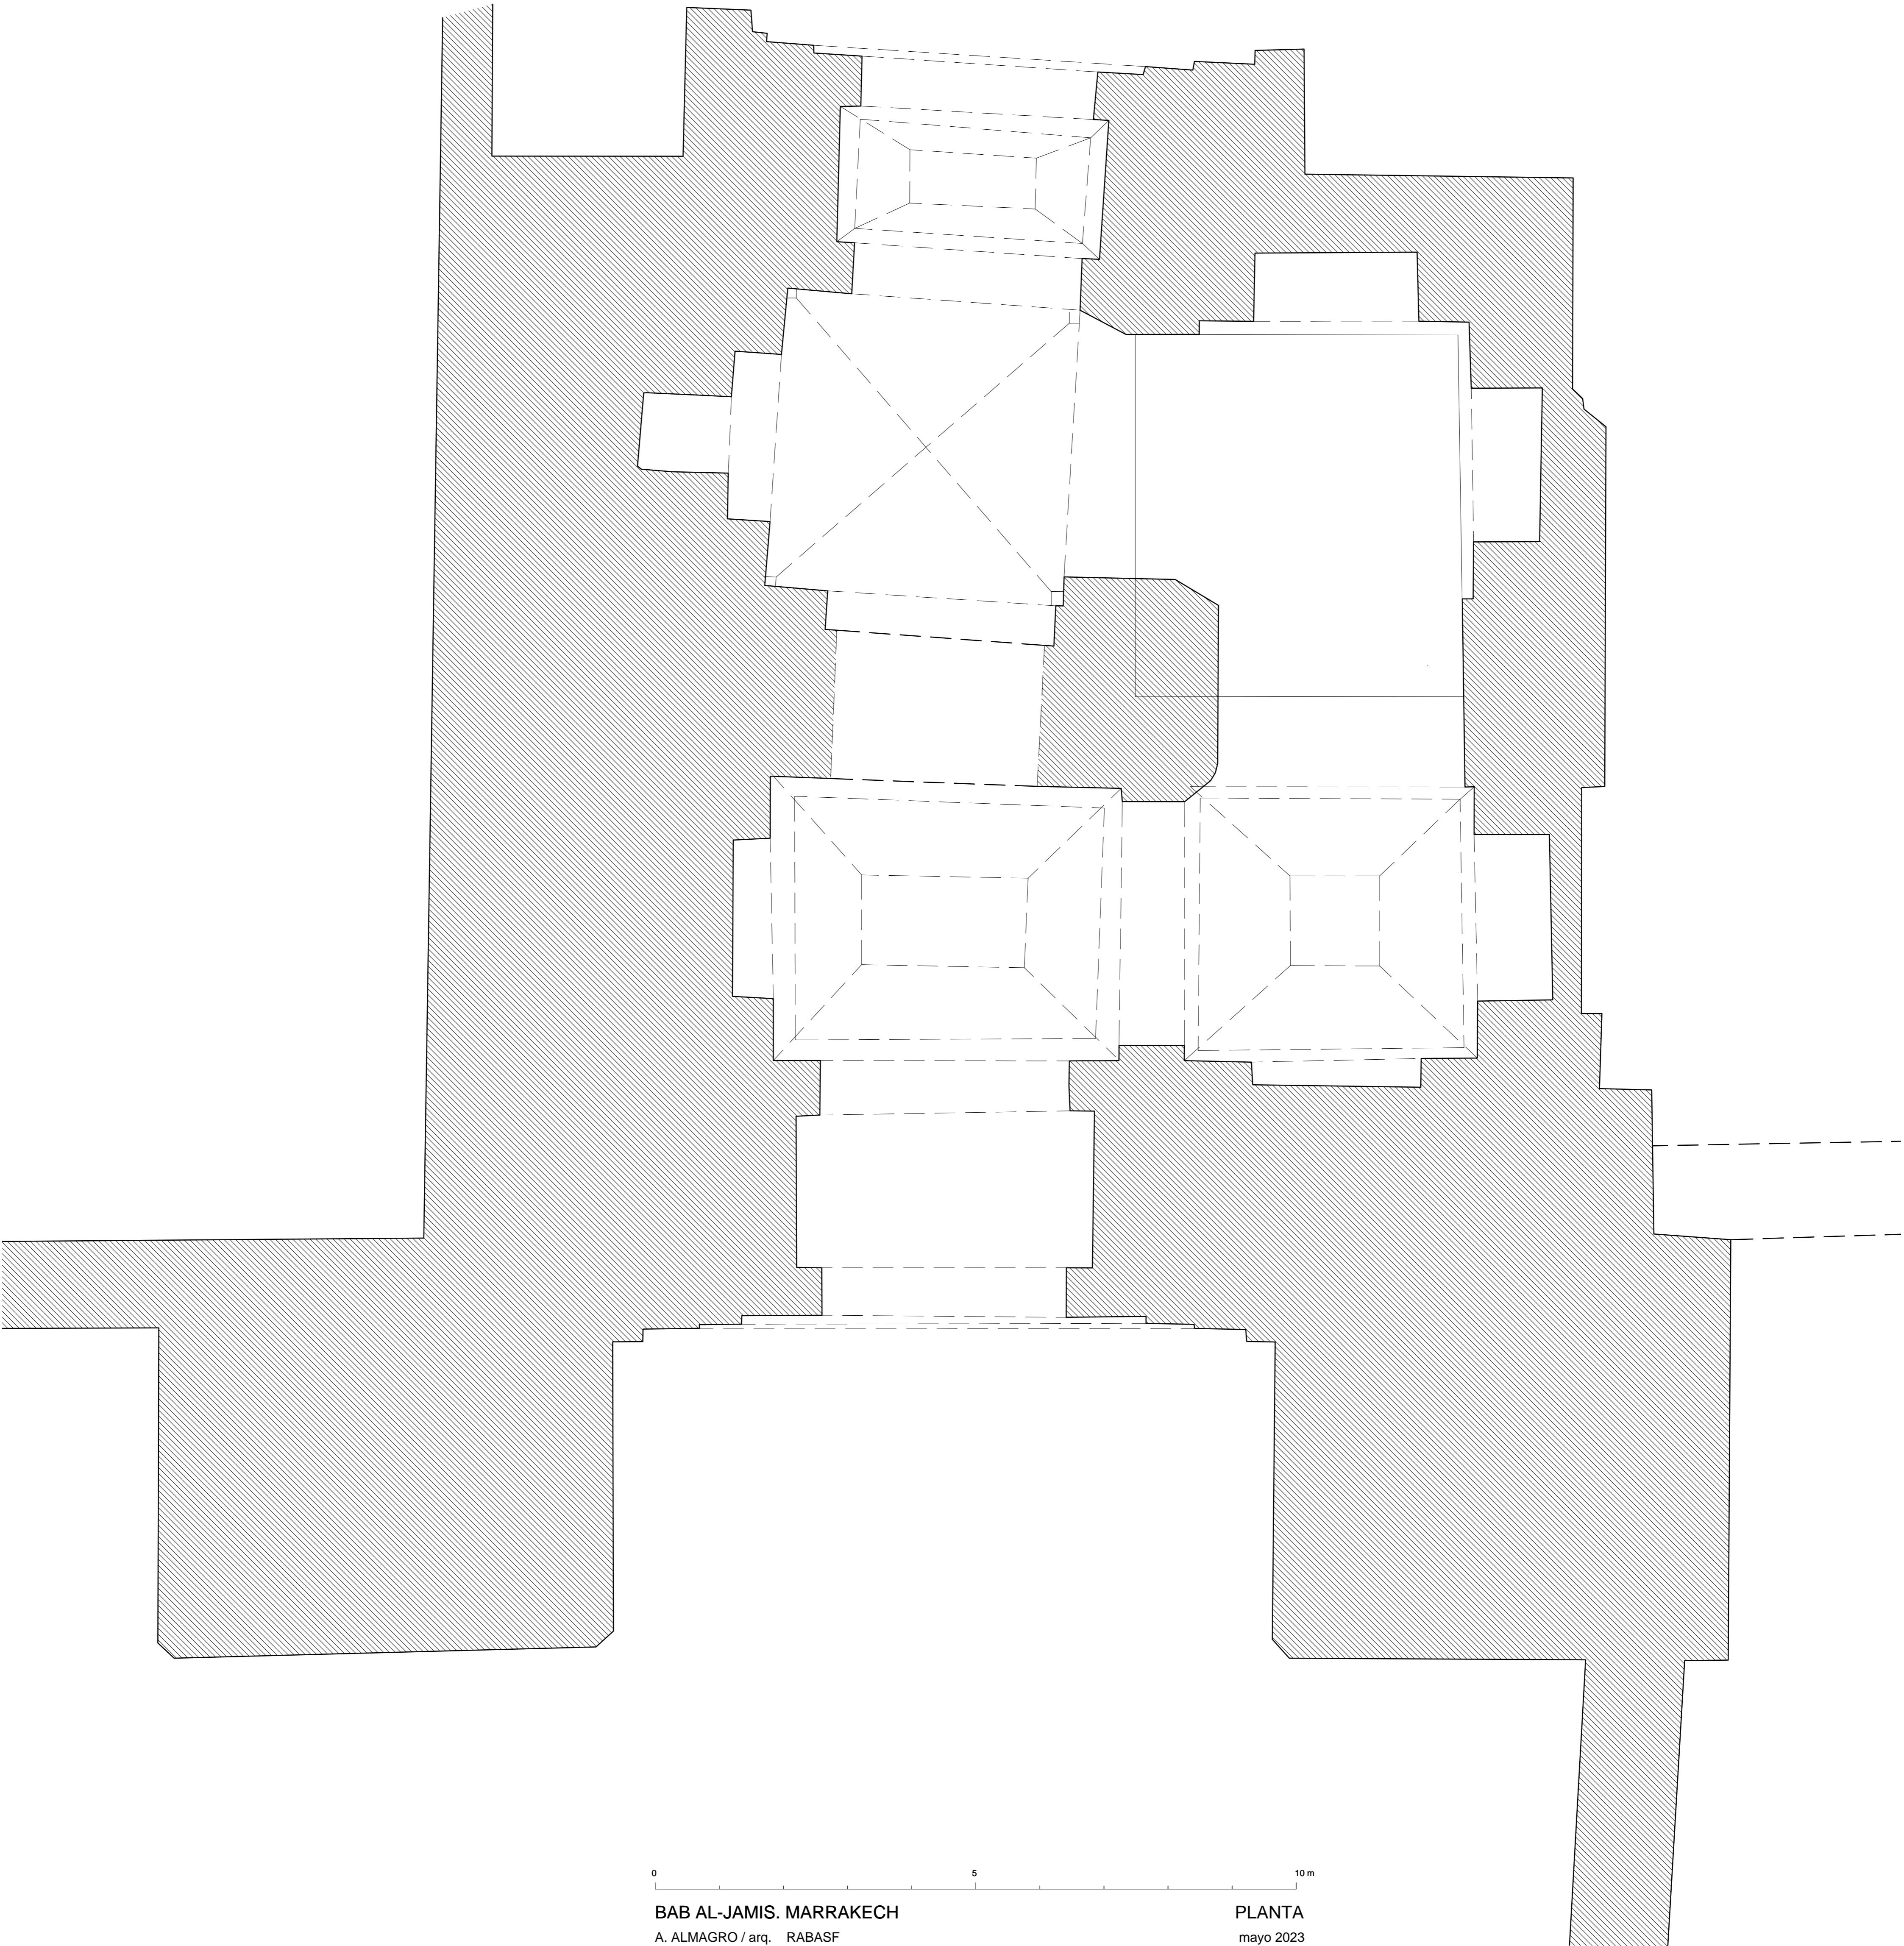 0 5 10 m
BAB AL-JAMIS. MARRAKECH PLANTA
A. ALMAGRO / arq. RABASF mayo 2023